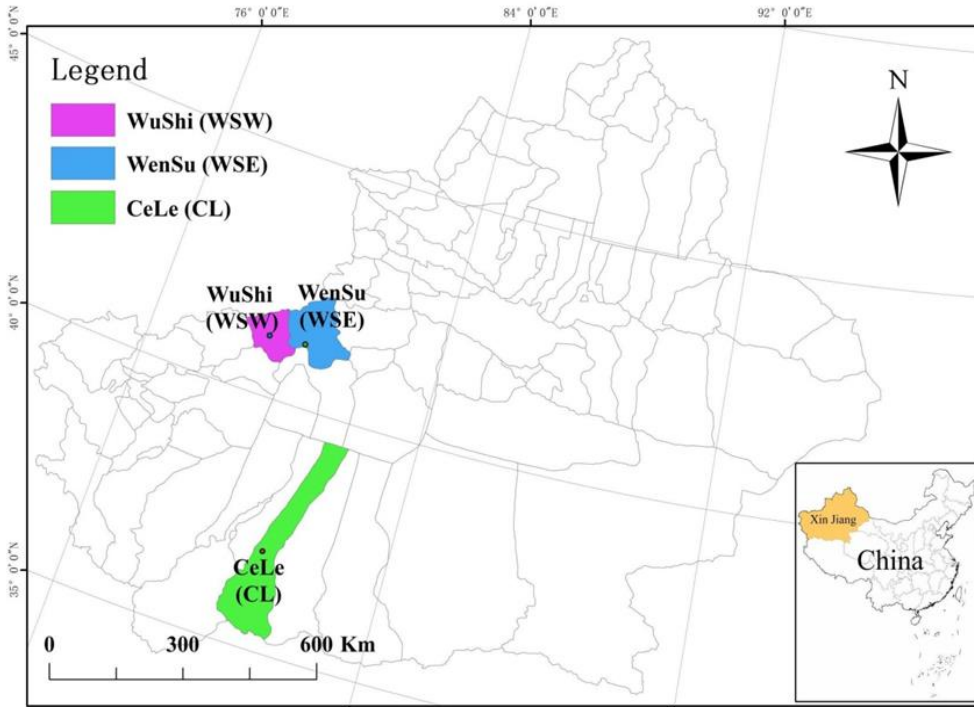 76° 0′0″E
84° 0′0″E
92° 0′0″E
45° 0′0″N
Legend
WuShi (WSW)
WenSu (WSE)
CeLe (CL)
N
40° 0′0″N
WuShi
(WSW)
WenSu
(WSE)
35° 0′0″N
CeLe
(CL)
0
300
600 Km
Xin Jiang
China